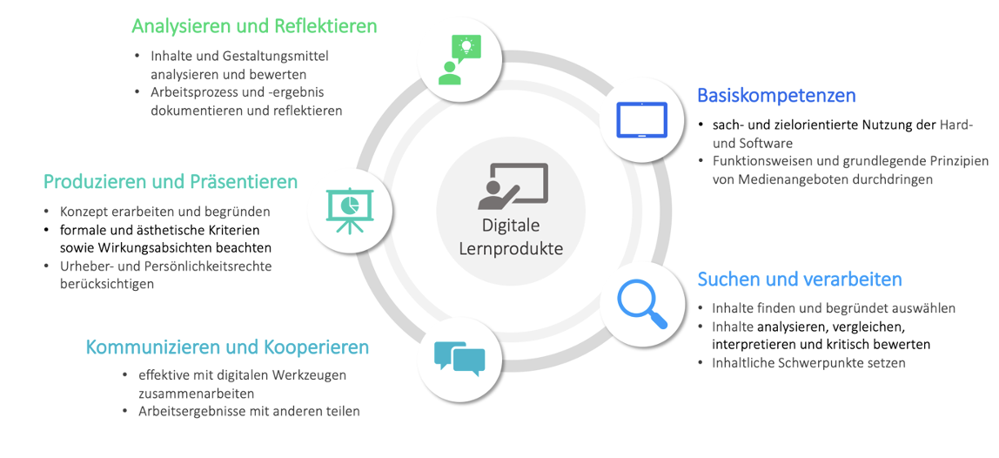 Analysieren und Reflektieren
• Inhalte und Gestaltungsmittel
analysieren und bewerten
• Arbeitsprozess und -ergebnis
dokumentieren und reflektieren
Basiskompetenzen
• sach- und zielorientierte Nutzung der Hard-
und Software
• Funktionsweisen und grundlegende Prinzipien
von Medienangeboten durchdringen
Produzieren und Präsentieren
• Konzept erarbeiten und begründen
• formale und ästhetische Kriterien
sowie Wirkungsabsichten beachten
• Urheber- und Persönlichkeitsrechte
berücksichtigen
Digitale
Lernprodukte
Suchen und verarbeiten
• Inhalte finden und begründet auswählen
• Inhalte analysieren, vergleichen,
interpretieren und kritisch bewerten
• Inhaltliche Schwerpunkte setzen
Kommunizieren und Kooperieren
• effektive mit digitalen Werkzeugen
zusammenarbeiten
• Arbeitsergebnisse mit anderen teilen